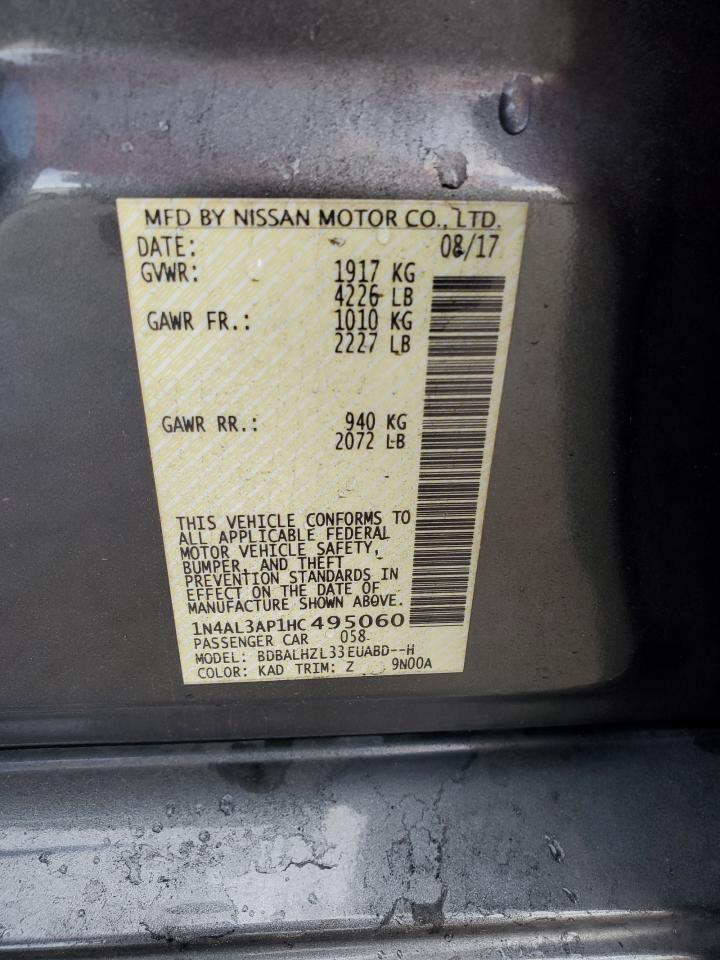 MFD BY NISSAN MOTOR CO., LTD.
DATE: 08/17
GVWR: 1917 KG
4226 LB
GAWR FR.: 1010 KG
2227 LB
GAWR RR.: 940 KG
2072 LB
THIS VEHICLE CONFORMS TO
ALL APPLICABLE FEDERAL
MOTOR VEHICLE SAFETY,
BUMPER, AND THEFT
PREVENTION STANDARDS IN
EFFECT ON THE DATE OF
MANUFACTURE SHOWN ABOVE.
1N4AL3AP1HC495060
PASSENGER CAR 058
MODEL: BDBALHZL33EUABD--H
COLOR: KAD TRIM: Z 9N00A